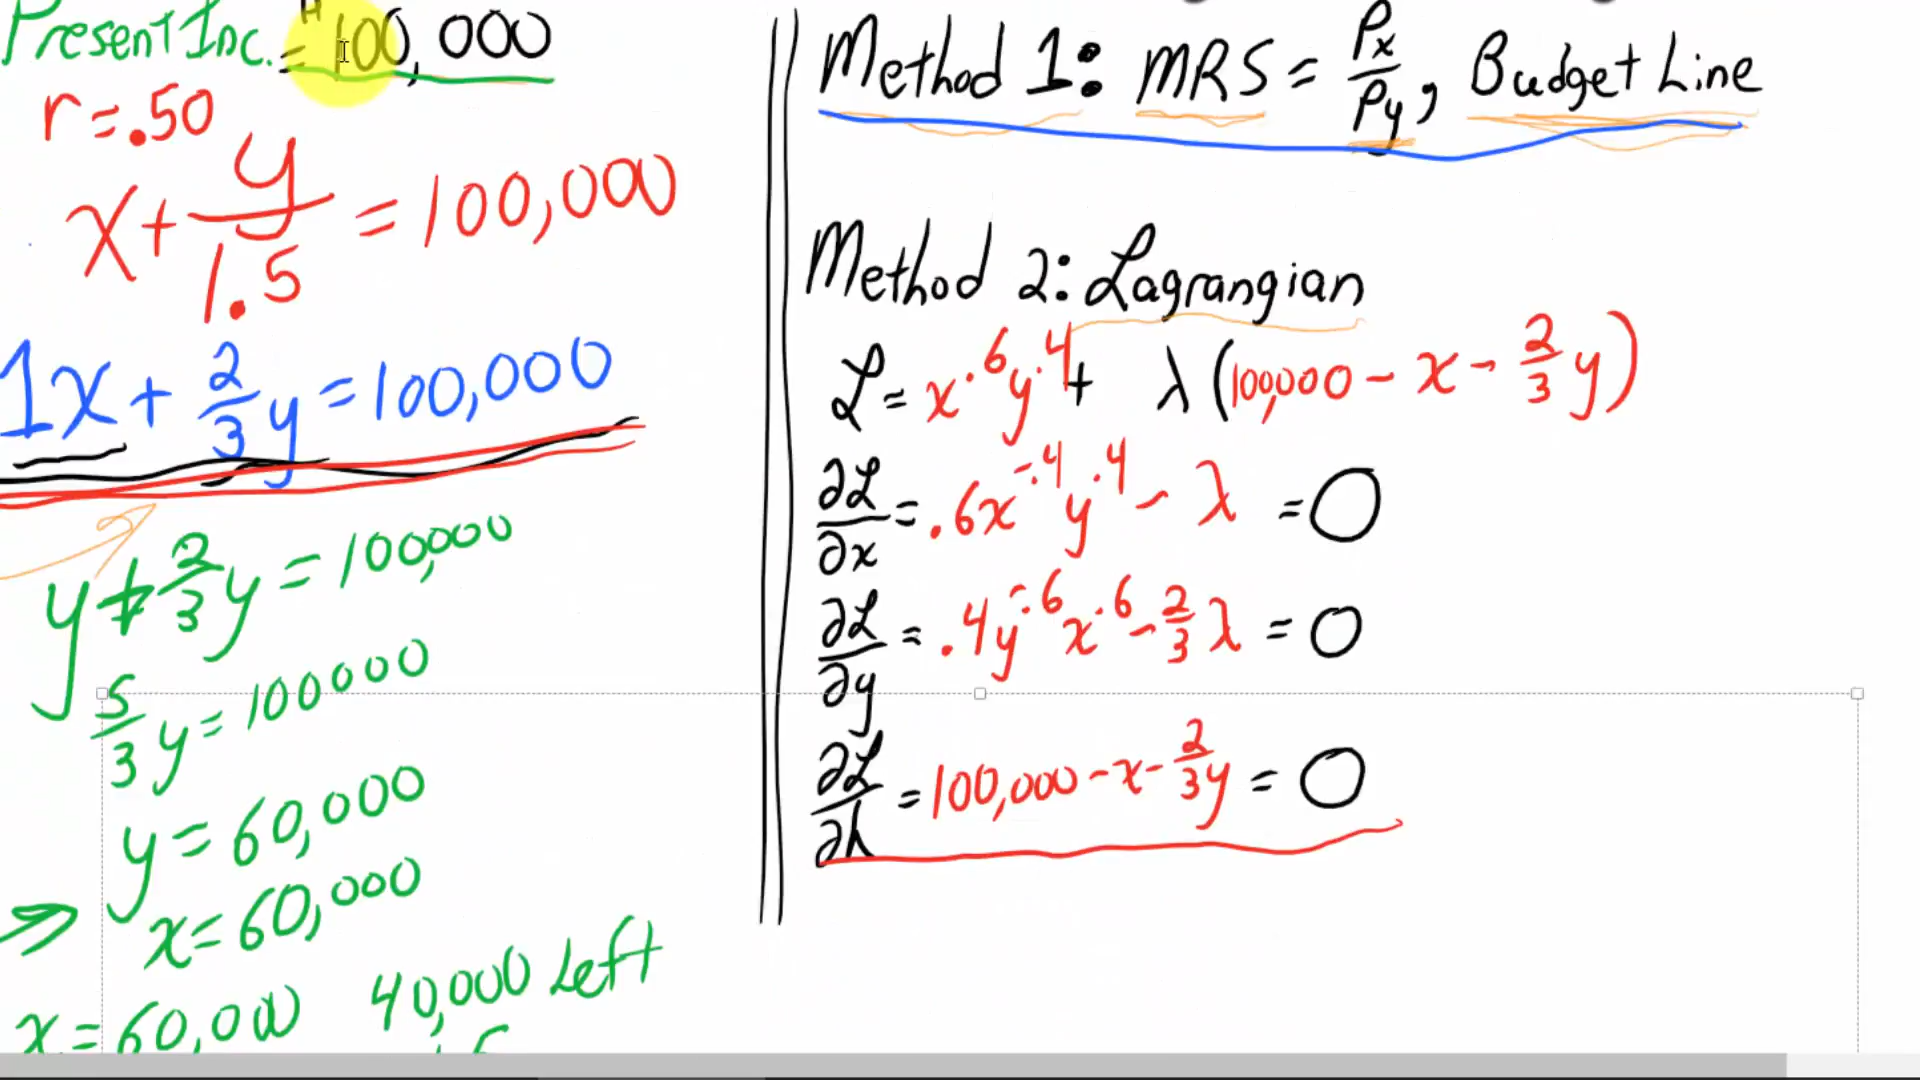 Present Inc. = 100,000
r = .50
x + y/1.5 = 100,000
1x + 2/3 y = 100,000
y + 2/3 y = 100,000
5/3 y = 100000
y = 60,000
x = 60,000
x = 60,000 40,000 Left
Method 1: MRS = Px/Py, Budget Line
Method 2: Lagrangian
ℒ = x^.6 y^.4 + λ(100,000 - x - 2/3 y)
∂ℒ/∂x = .6x^-.4 y^.4 - λ = 0
∂ℒ/∂y = .4y^-.6 x^.6 - 2/3 λ = 0
∂ℒ/∂λ = 100,000 - x - 2/3 y = 0